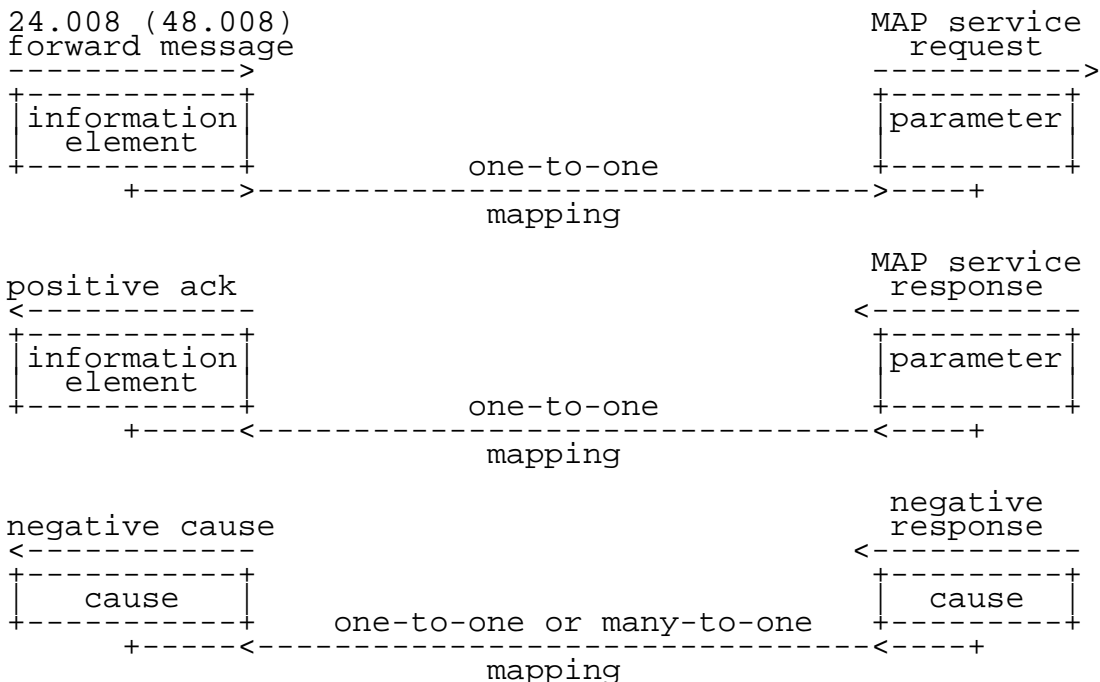 24.008 (48.008)                              MAP service
forward message                                request
------------>                                ----------->
+-----------+                                +---------+
|information|                                |parameter|
|  element  |                                |         |
+-----------+           one-to-one           +---------+
      +----->-------------------------------->----+
                         mapping
                                             MAP service
positive ack                                  response
<-------------                              <-----------
+-----------+                                +---------+
|information|                                |parameter|
|  element  |                                |         |
+-----------+           one-to-one           +---------+
      +-----<--------------------------------<----+
                         mapping
                                              negative
negative cause                                response
<-------------                              <-----------
+-----------+                                +---------+
|   cause   |                                |  cause  |
+-----------+    one-to-one or many-to-one   +---------+
      +-----<--------------------------------<----+
                         mapping